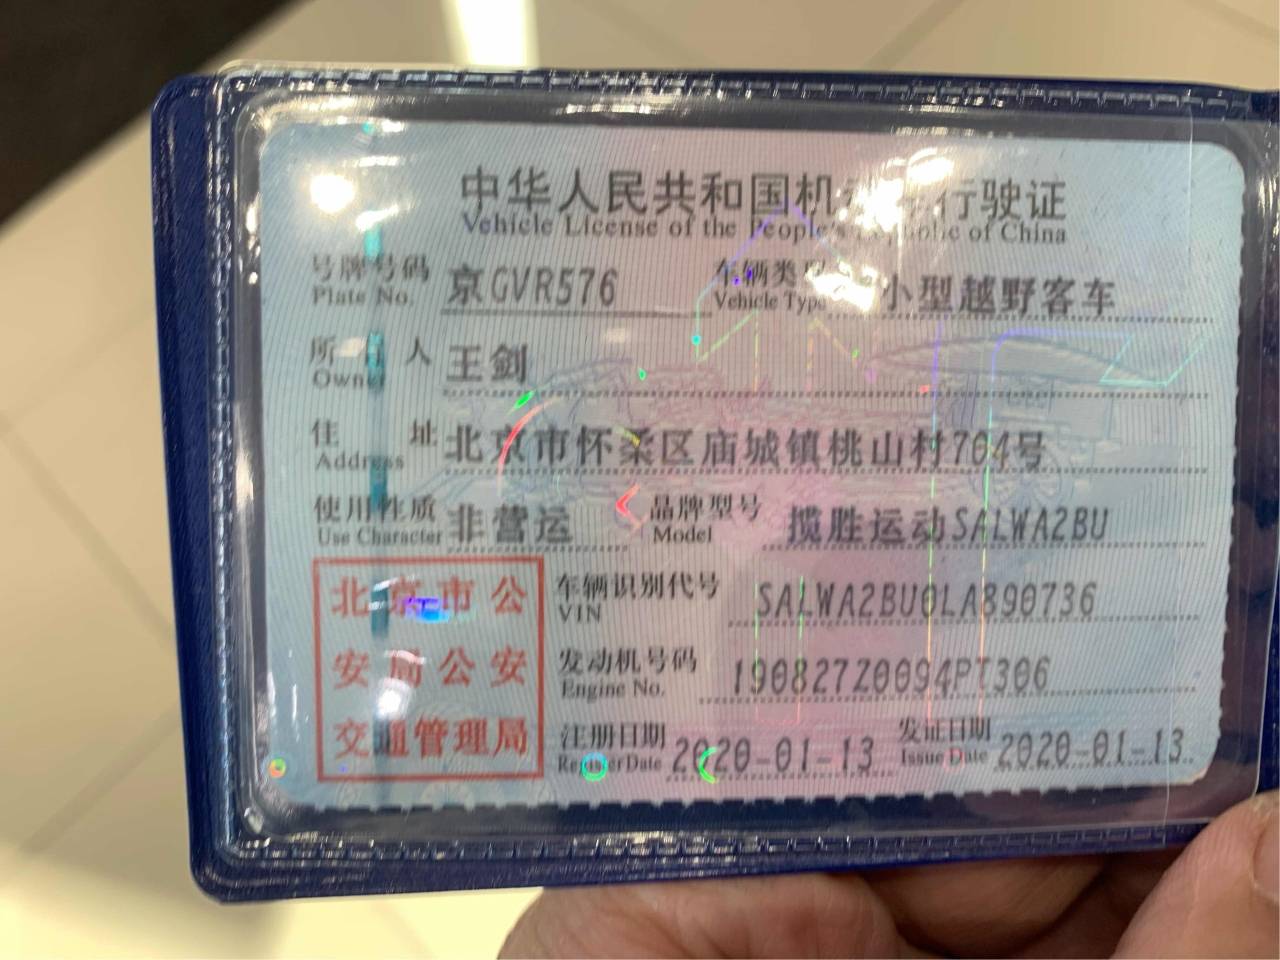 中华人民共和国机动车行驶证
Vehicle License of the People's Republic of China
号牌号码 京GVR576 车辆类型 小型越野客车
Plate No. Vehicle Type
所有人 王剑
Owner
住址 北京市怀柔区庙城镇桃山村704号
Address
使用性质 非营运 品牌型号 揽胜运动SALWA2BU
Use Character Model
北京市公
安局公安
交通管理局
车辆识别代号 SALWA2BU0LA890736
VIN
发动机号码 190827Z0094PT306
Engine No.
注册日期 2020-01-13 发证日期 2020-01-13
Register Date Issue Date